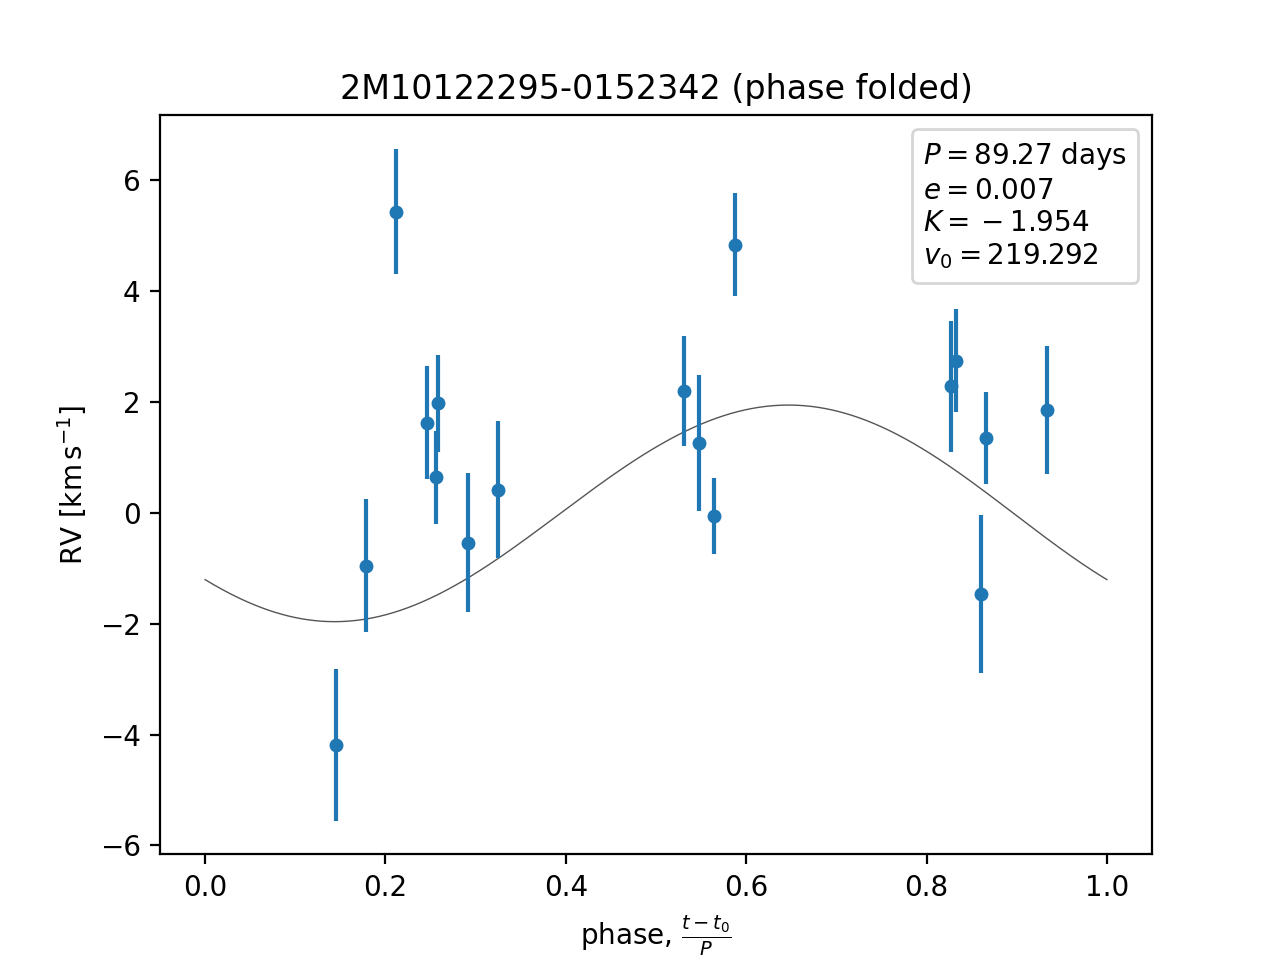 2M10122295-0152342 (phase folded)
P = 89.27 days
e = 0.007
K = −1.954
v₀ = 219.292
RV [km s⁻¹]
6
4
2
0
−2
−4
−6
0.0 0.2 0.4 0.6 0.8 1.0
phase, (t − t₀)/P